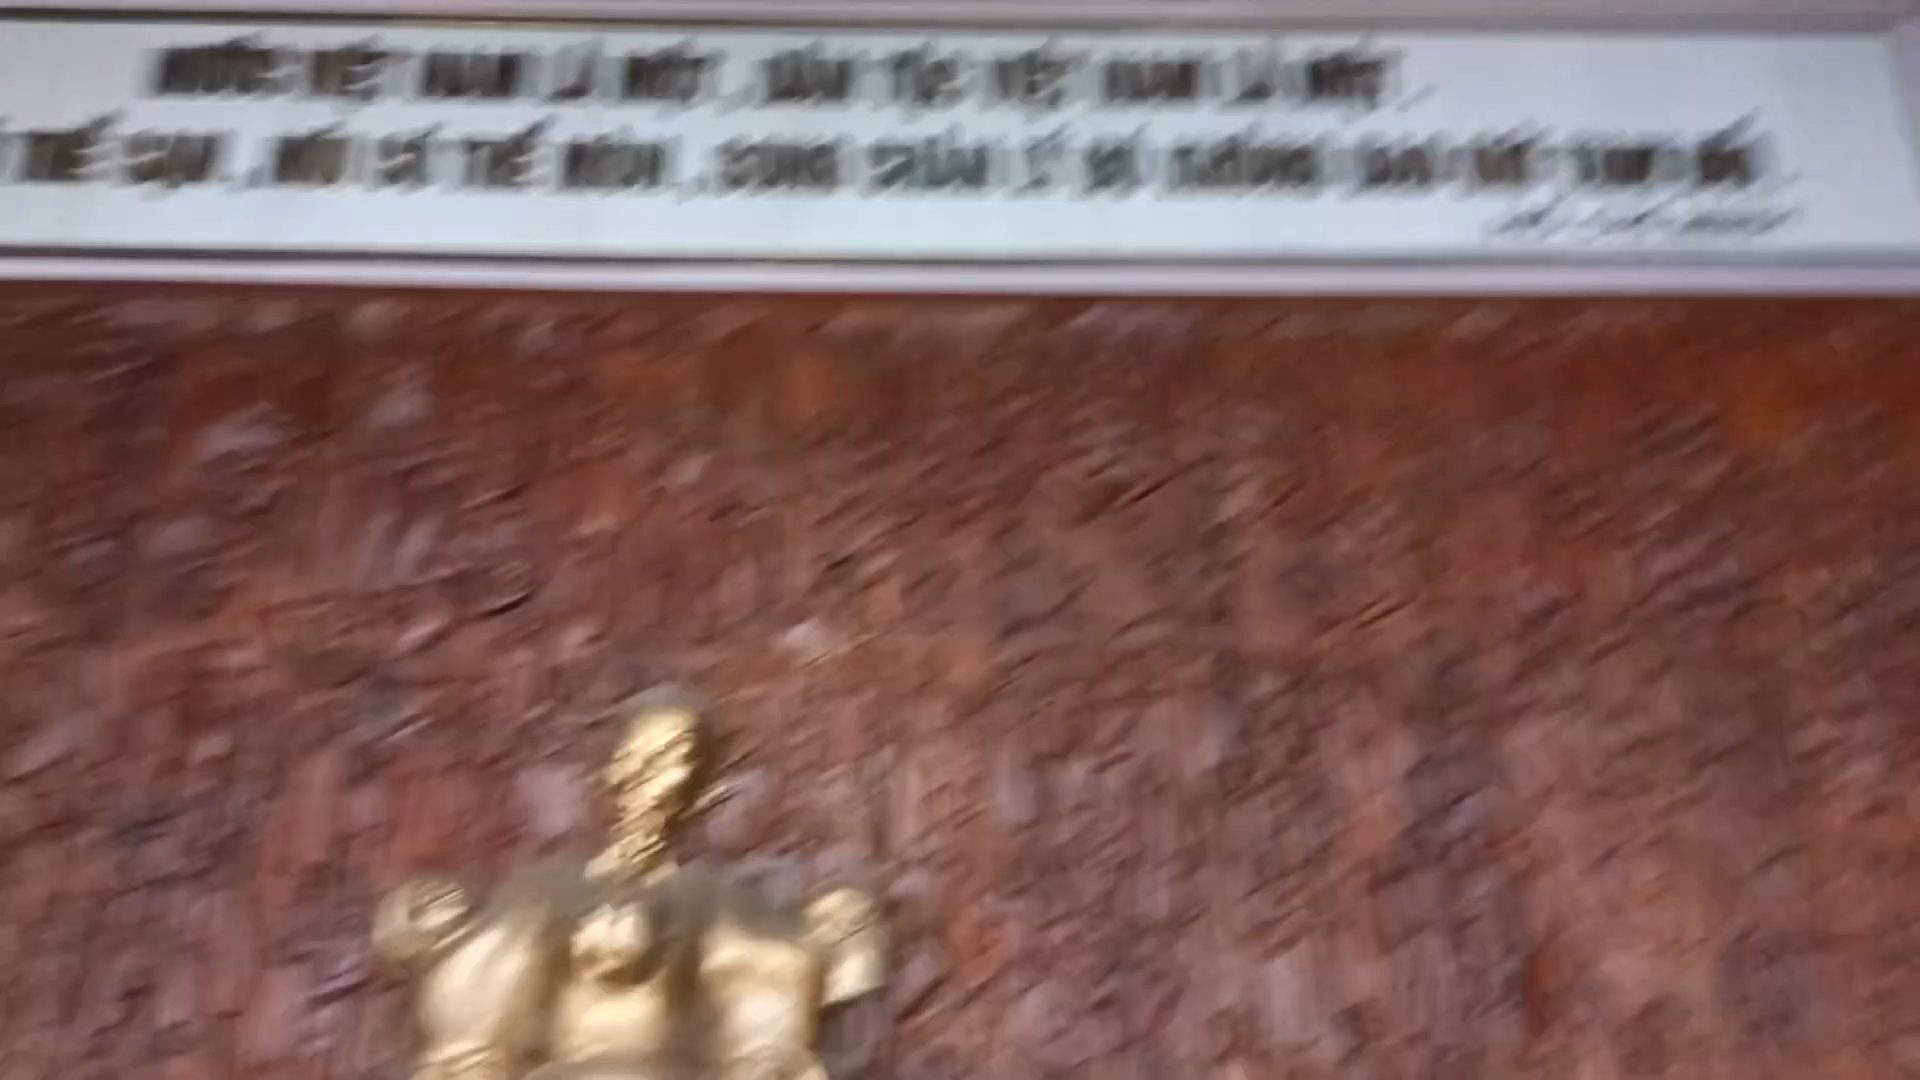 NƯỚC VIỆT NAM LÀ MỘT, DÂN TỘC VIỆT NAM LÀ MỘT,
THỂ CẠN, NÚI CÓ THỂ MÒN, SONG CHÂN LÝ ĐÓ KHÔNG BAO GIỜ THAY ĐỔI